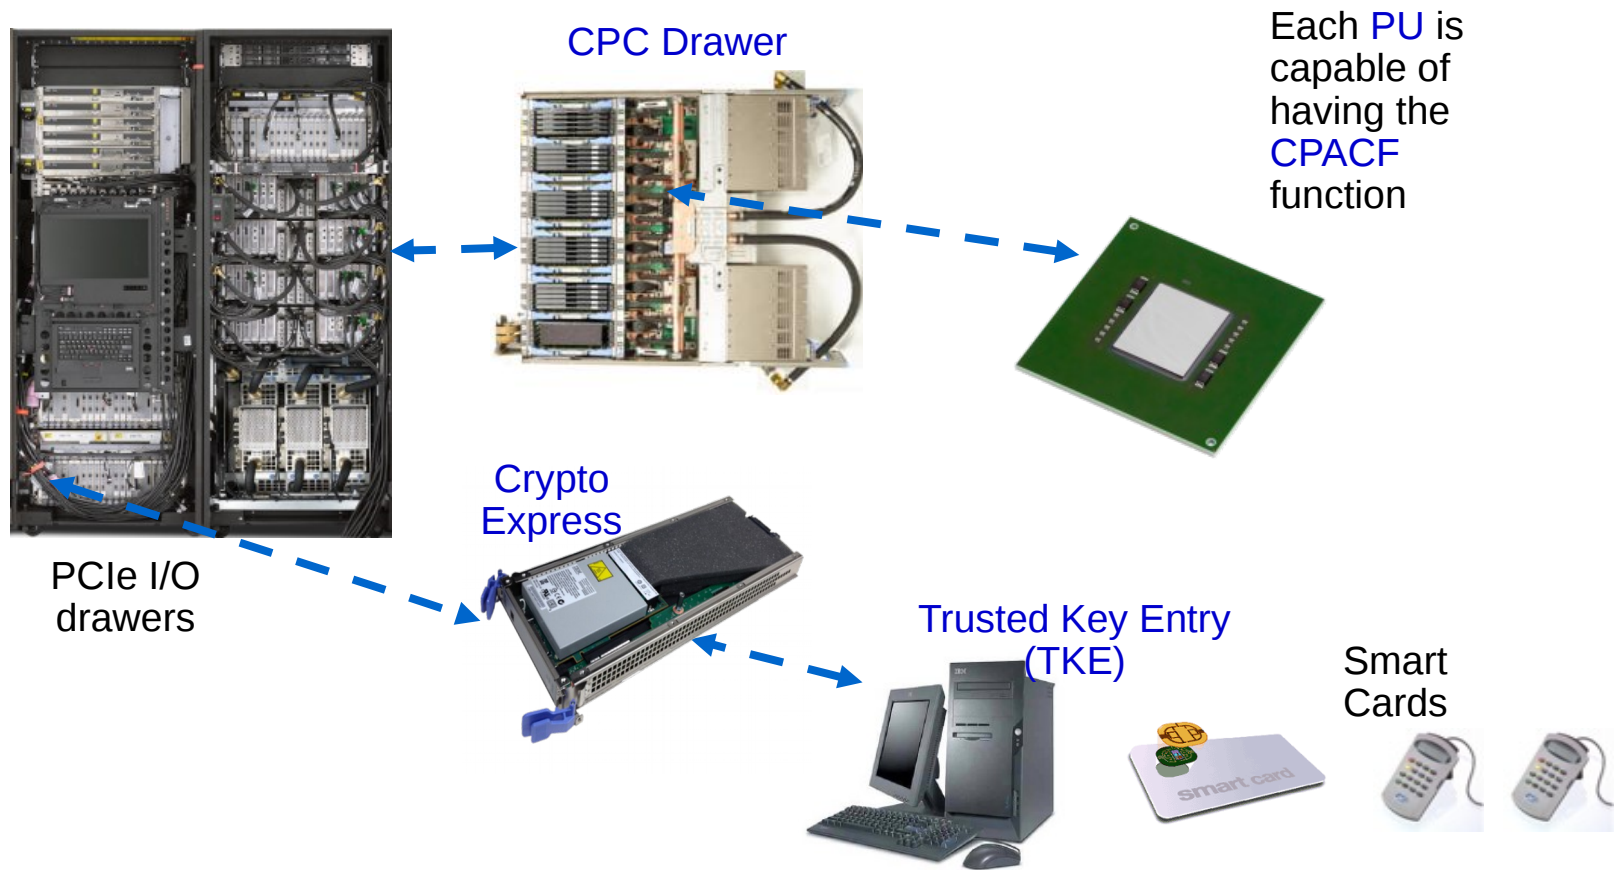 CPC Drawer
Each PU is
capable of
having the
CPACF
function
Crypto
Express
PCIe I/O
drawers
Trusted Key Entry
(TKE)
Smart
Cards
IBM
smart card